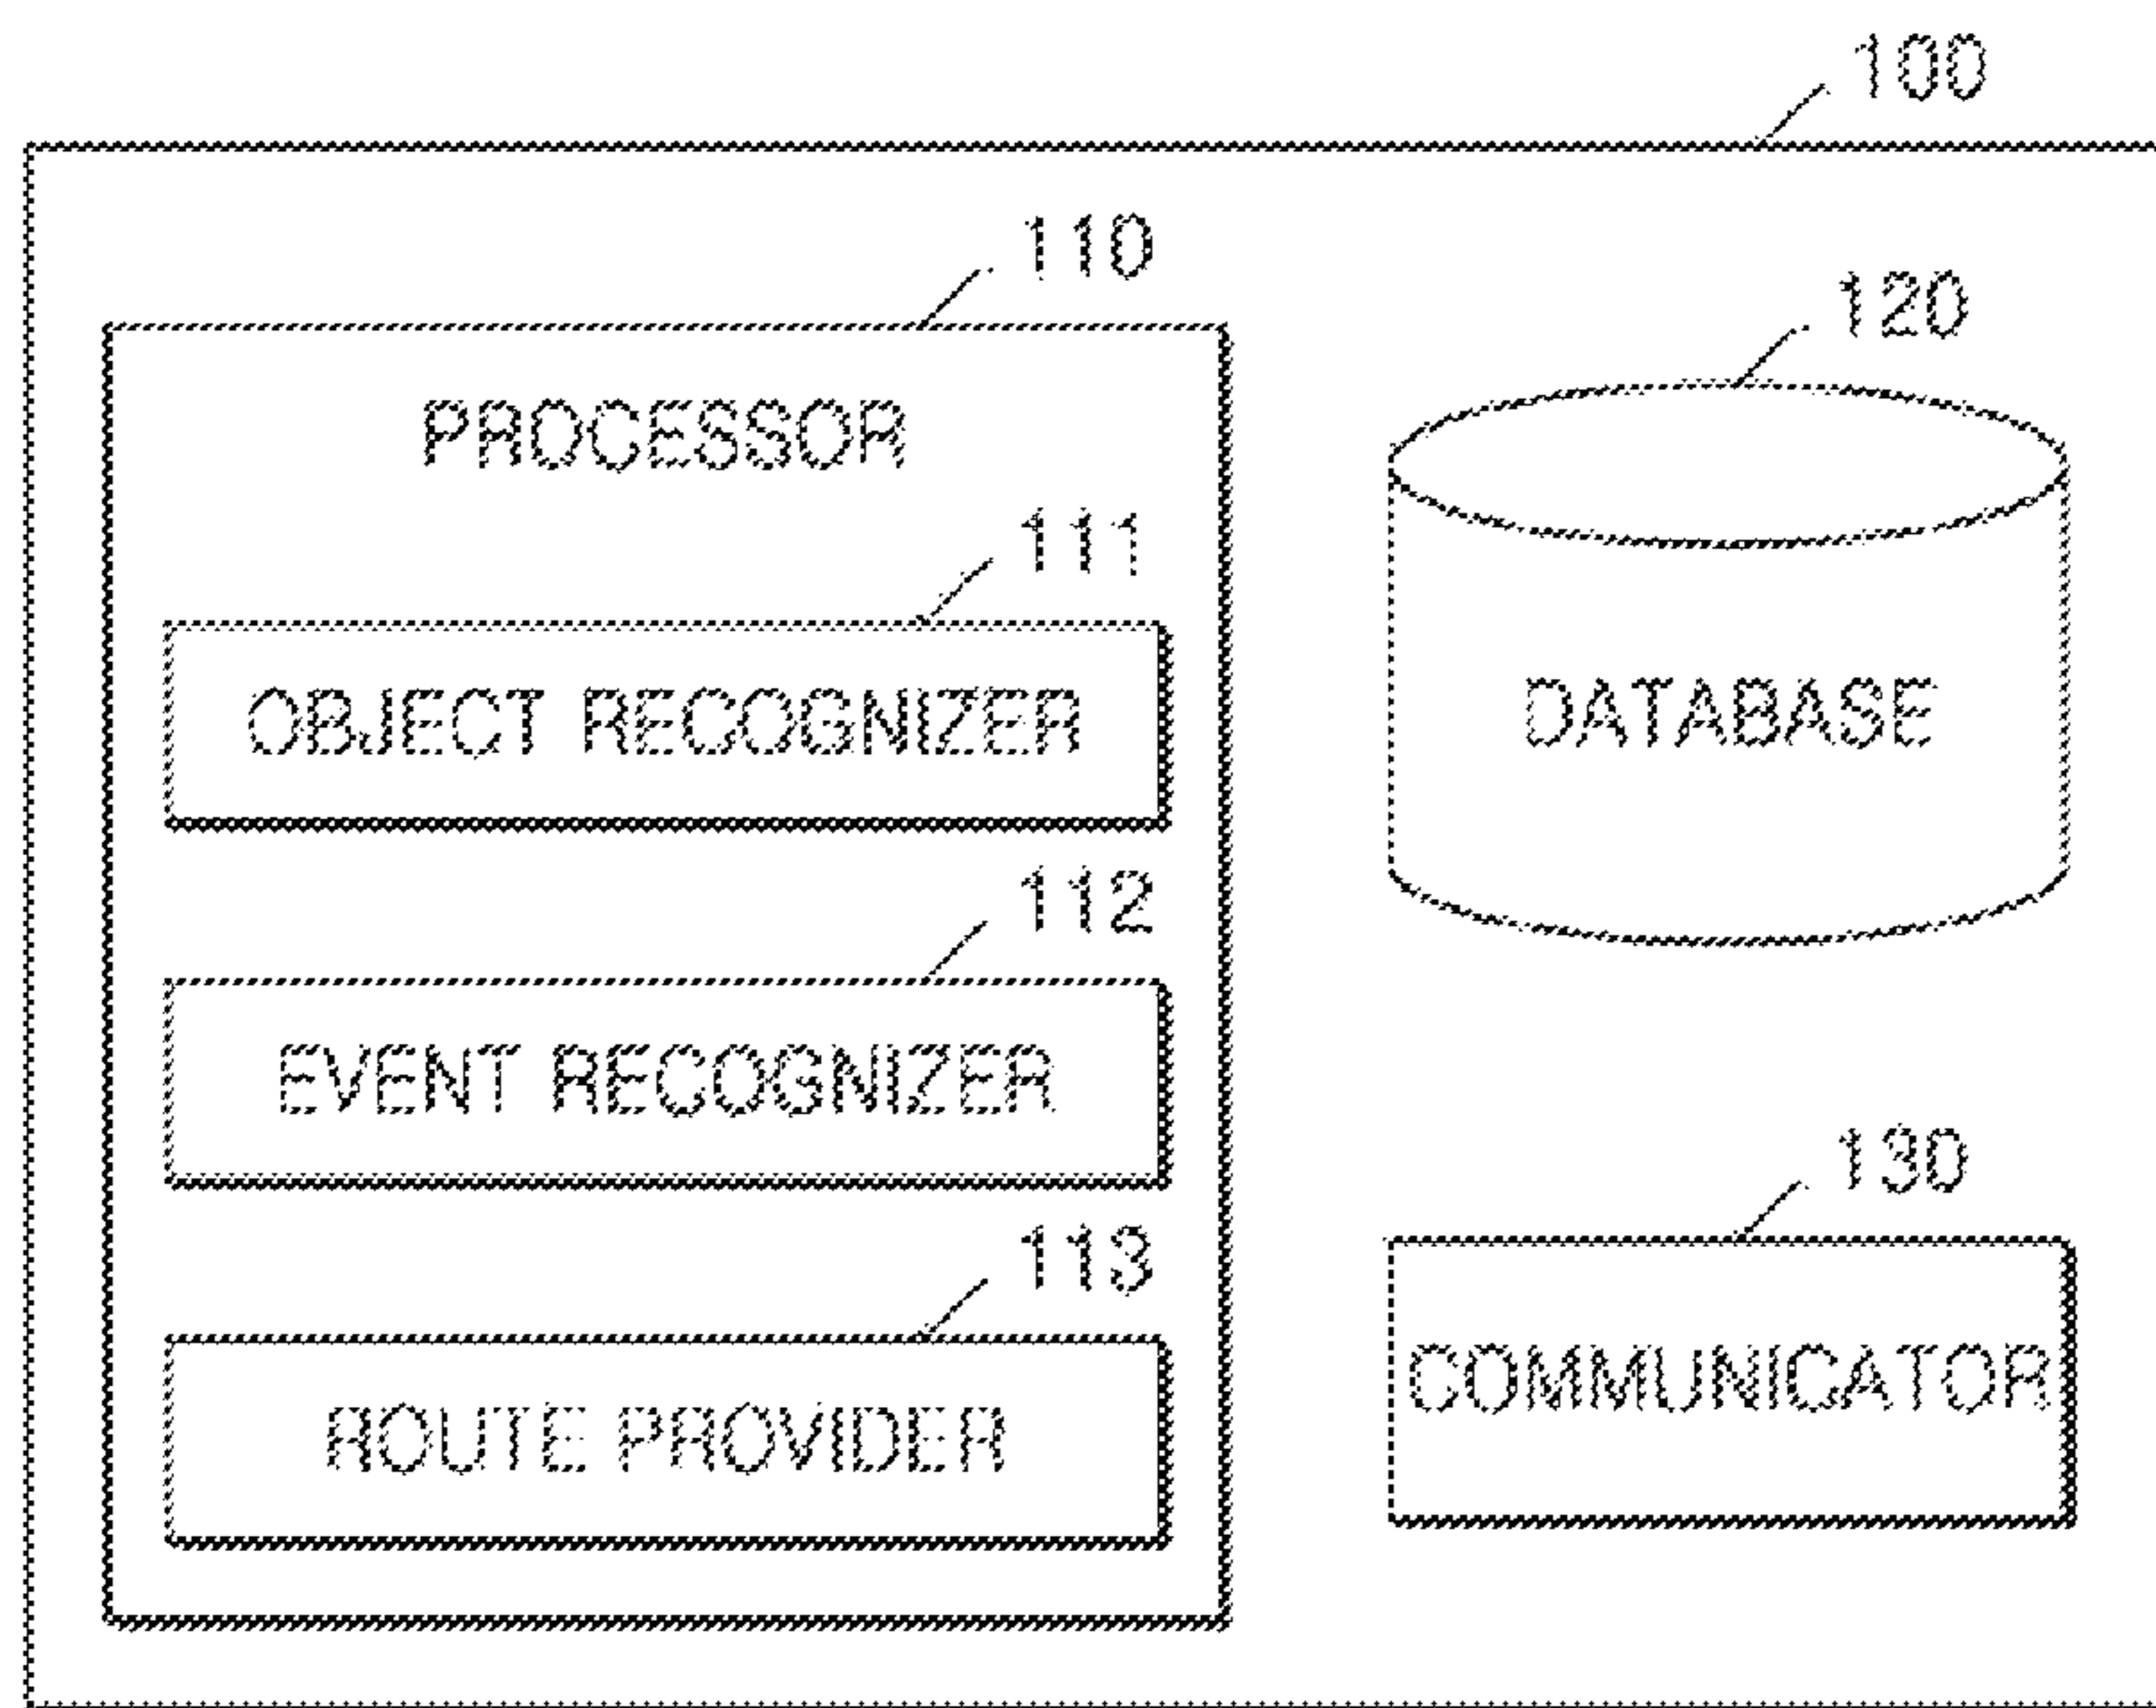 100
110
PROCESSOR
111
OBJECT RECOGNIZER
112
EVENT RECOGNIZER
113
ROUTE PROVIDER
120
DATABASE
130
COMMUNICATOR